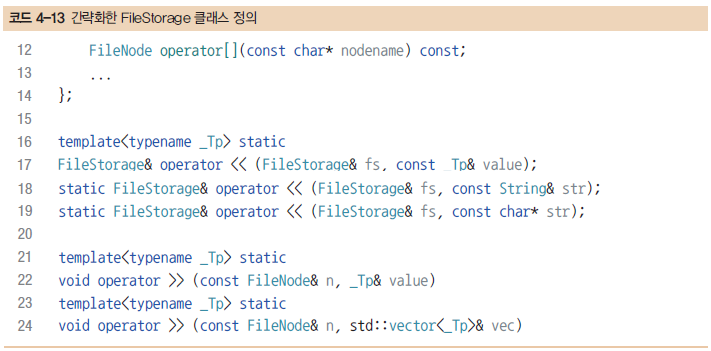 코드 4-13 간략화한 FileStorage 클래스 정의
12 FileNode operator[](const char* nodename) const;
13 ...
14 };
15
16 template<typename _Tp> static
17 FileStorage& operator << (FileStorage& fs, const _Tp& value);
18 static FileStorage& operator << (FileStorage& fs, const String& str);
19 static FileStorage& operator << (FileStorage& fs, const char* str);
20
21 template<typename _Tp> static
22 void operator >> (const FileNode& n, _Tp& value)
23 template<typename _Tp> static
24 void operator >> (const FileNode& n, std::vector<_Tp>& vec)